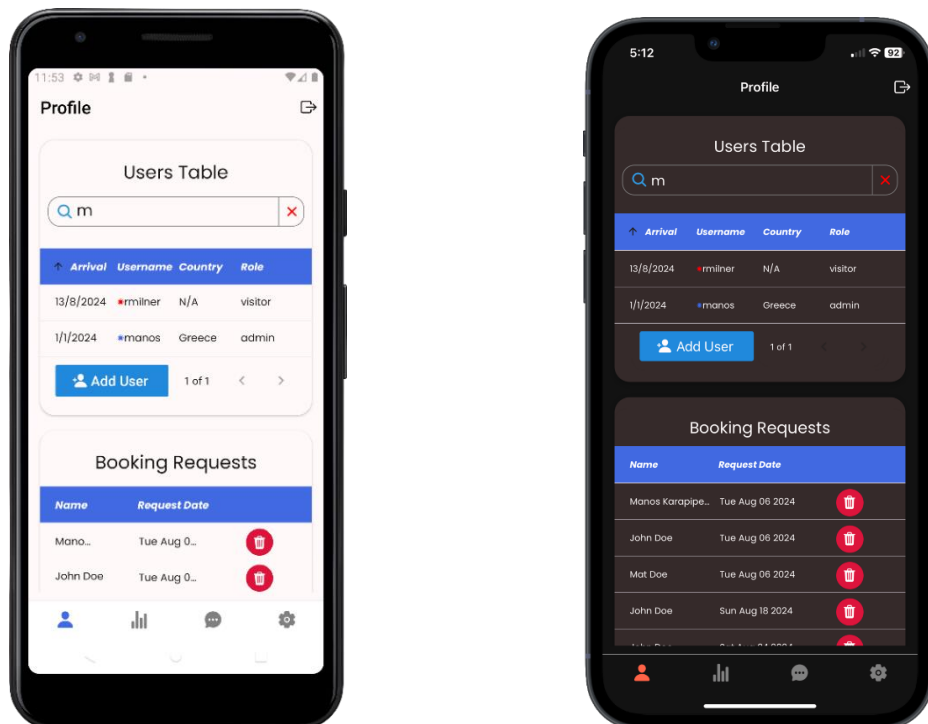 11:53
Profile
Users Table
m
Arrival Username Country Role
13/8/2024 rmilner N/A visitor
1/1/2024 manos Greece admin
Add User 1 of 1
Booking Requests
Name Request Date
Mano... Tue Aug 0...
John Doe Tue Aug 0...
5:12 92
Profile
Users Table
m
Arrival Username Country Role
13/8/2024 rmilner N/A visitor
1/1/2024 manos Greece admin
Add User 1 of 1
Booking Requests
Name Request Date
Manos Karapipe... Tue Aug 06 2024
John Doe Tue Aug 06 2024
Mat Doe Tue Aug 06 2024
John Doe Sun Aug 18 2024